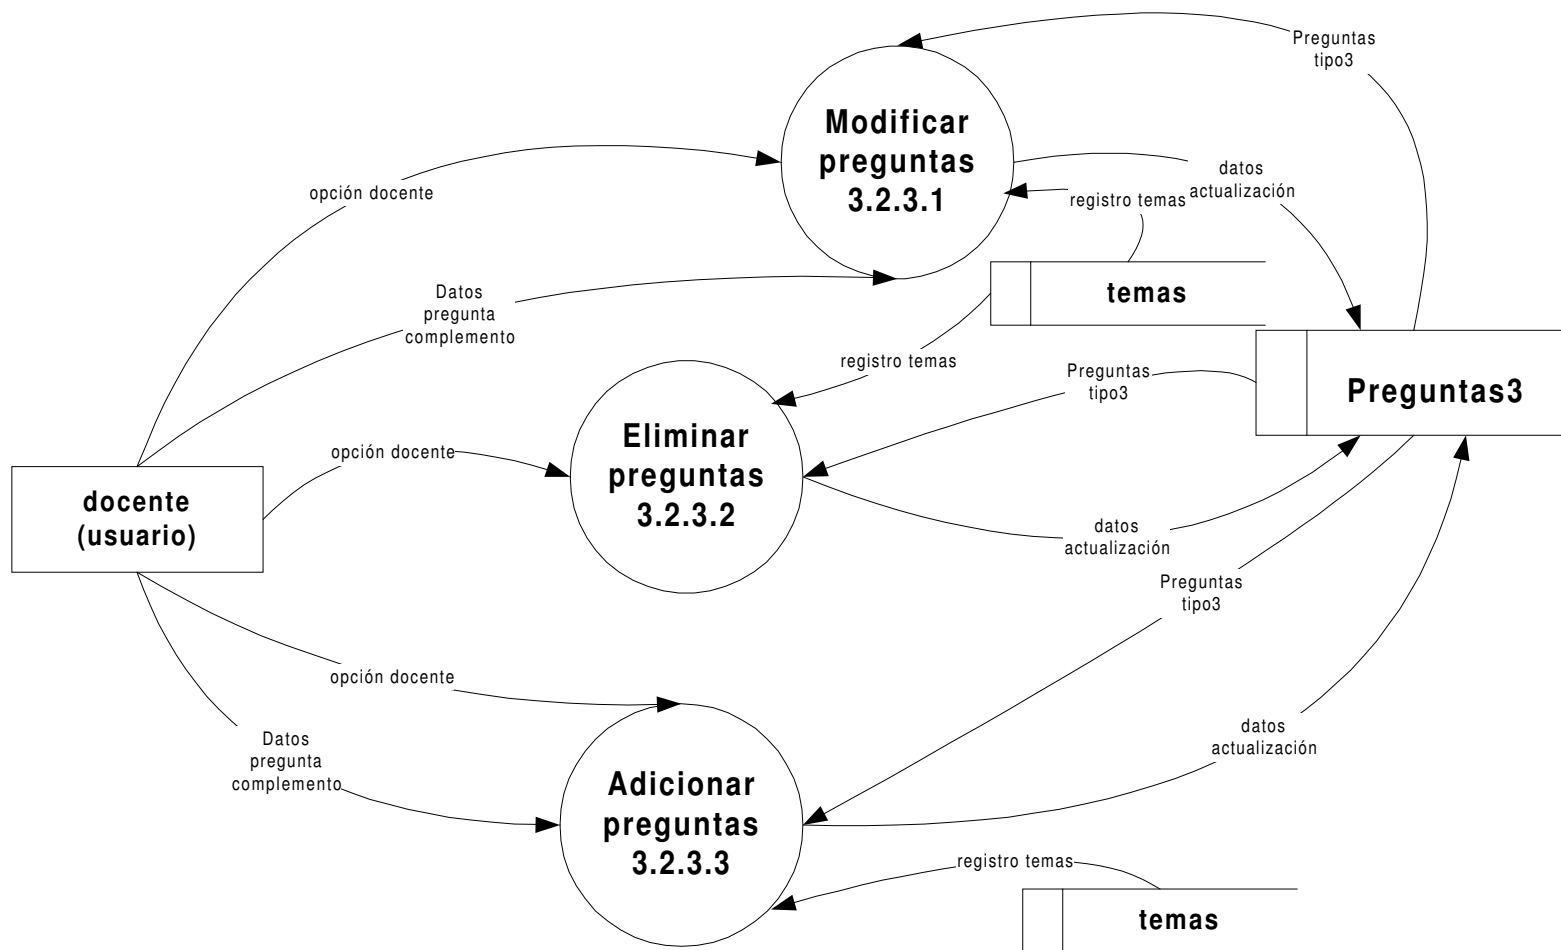 Preguntas
tipo3
Modificar
preguntas
3.2.3.1
opción docente
datos
actualización
registro temas
temas
Datos
pregunta
complemento
registro temas
Preguntas
tipo3
Preguntas3
Eliminar
preguntas
3.2.3.2
opción docente
docente
(usuario)
datos
actualización
Preguntas
tipo3
opción docente
Datos
pregunta
complemento
datos
actualización
Adicionar
preguntas
3.2.3.3
registro temas
temas